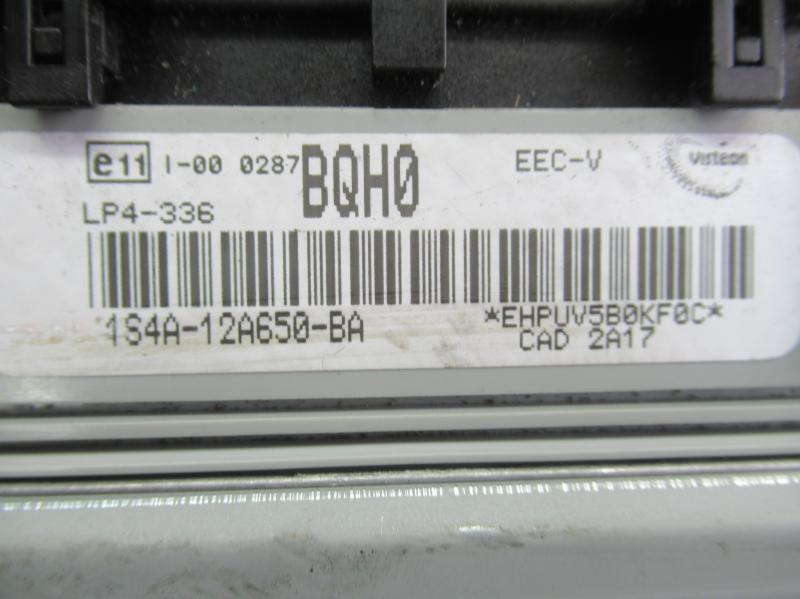 e11 I-00 0287 BQH0 EEC-V Visteon
LP4-336
1S4A-12A650-BA *EHPUV5B0KF0C*
CAD 2A17